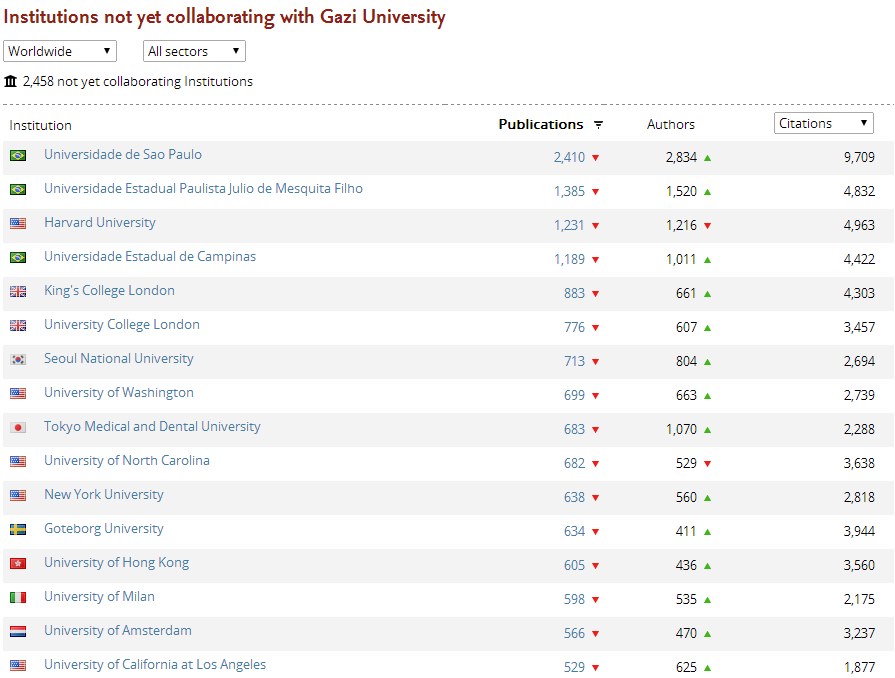 Institutions not yet collaborating with Gazi University
Worldwide All sectors
2,458 not yet collaborating Institutions
Institution Publications Authors Citations
Universidade de Sao Paulo 2,410 2,834 9,709
Universidade Estadual Paulista Julio de Mesquita Filho 1,385 1,520 4,832
Harvard University 1,231 1,216 4,963
Universidade Estadual de Campinas 1,189 1,011 4,422
King's College London 883 661 4,303
University College London 776 607 3,457
Seoul National University 713 804 2,694
University of Washington 699 663 2,739
Tokyo Medical and Dental University 683 1,070 2,288
University of North Carolina 682 529 3,638
New York University 638 560 2,818
Goteborg University 634 411 3,944
University of Hong Kong 605 436 3,560
University of Milan 598 535 2,175
University of Amsterdam 566 470 3,237
University of California at Los Angeles 529 625 1,877